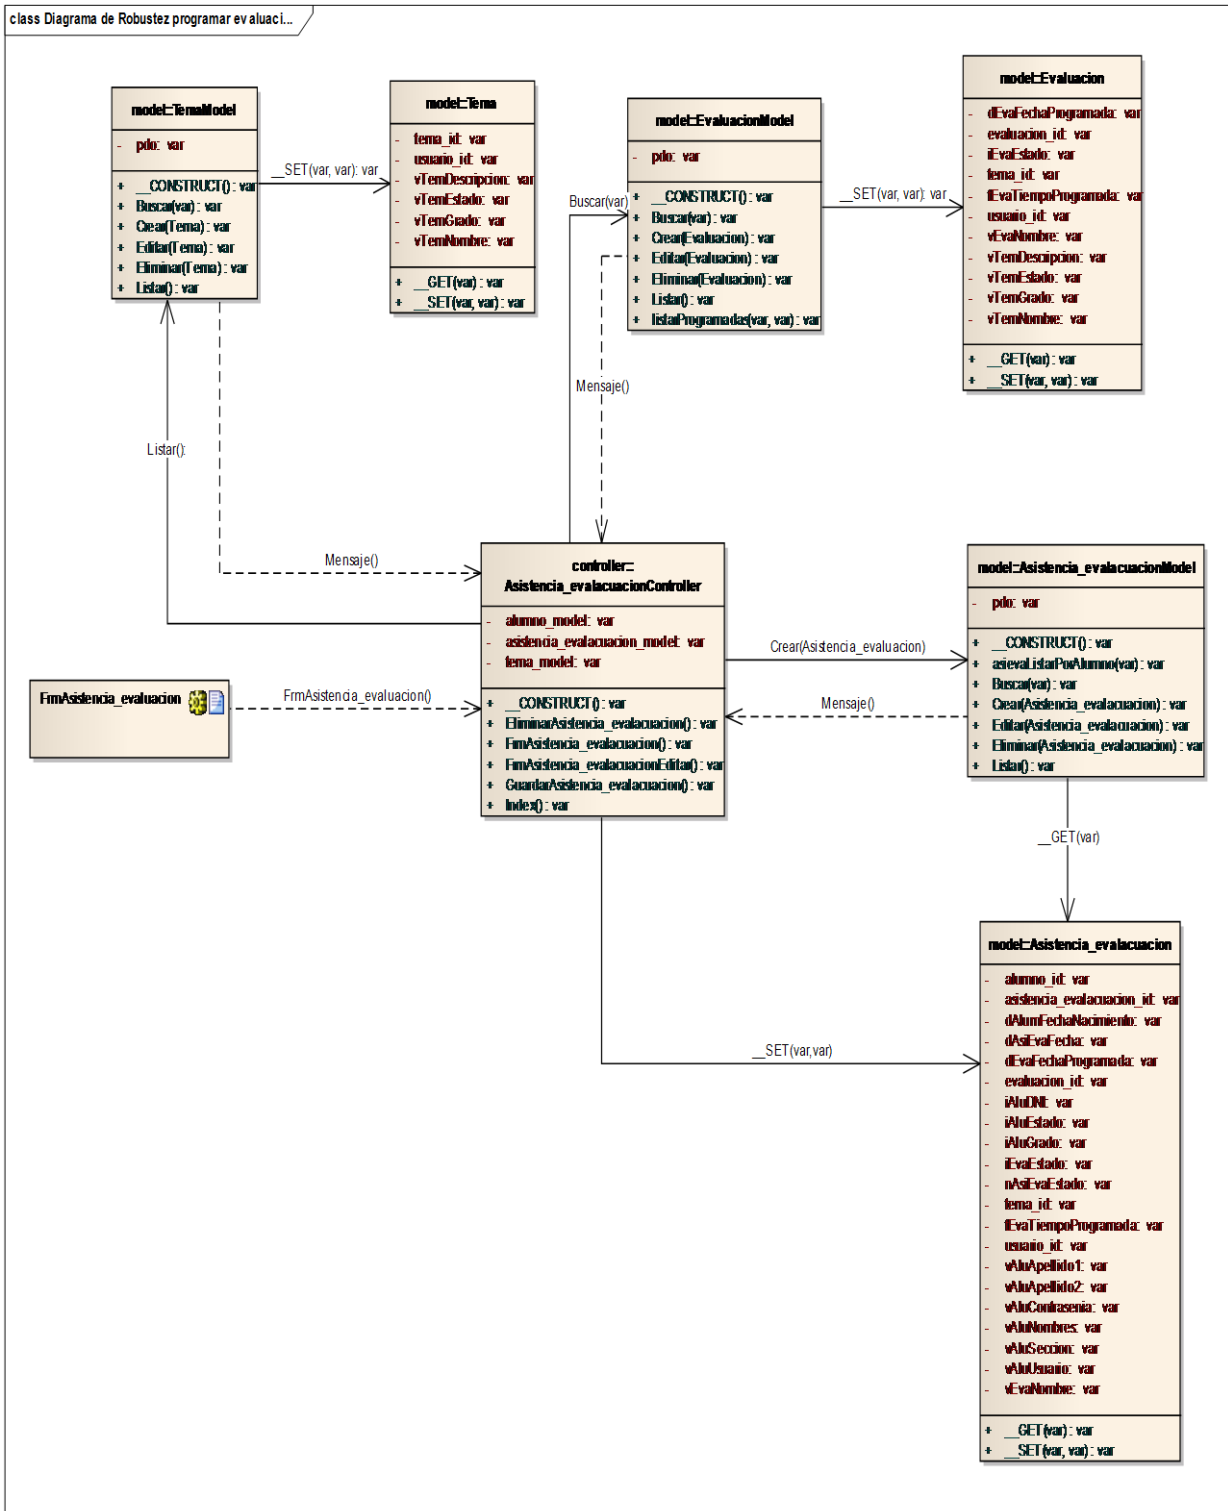 class Diagrama de Robustez programar evaluaci...
model::TemaModel
- pdo: var
+ __CONSTRUCT() : var
+ Buscar(var) : var
+ Crear(Tema) : var
+ Editar(Tema) : var
+ Eliminar(Tema) : var
+ Listar() : var
__SET(var, var): var
model::Tema
- tema_id: var
- usuario_id: var
- vTemDescripcion: var
- vTemEstado: var
- vTemGrado: var
- vTemNombre: var
+ __GET(var) : var
+ __SET(var, var) : var
Buscar(var)
model::EvaluacionModel
- pdo: var
+ __CONSTRUCT() : var
+ Buscar(var) : var
+ Crear(Evaluacion) : var
+ Editar(Evaluacion) : var
+ Eliminar(Evaluacion) : var
+ Listar() : var
+ listarProgramadas(var, var) : var
__SET(var, var): var
model::Evaluacion
- dEvaFechaProgramada: var
- evaluacion_id: var
- iEvaEstado: var
- tema_id: var
- tEvaTiempoProgramada: var
- usuario_id: var
- vEvaNombre: var
- vTemDescripcion: var
- vTemEstado: var
- vTemGrado: var
- vTemNombre: var
+ __GET(var) : var
+ __SET(var, var) : var
Mensaje()
Listar():
Mensaje()
controller::
Asistencia_evalacuacionController
- alumno_model: var
- asistencia_evalacuacion_model: var
- tema_model: var
+ __CONSTRUCT() : var
+ EliminarAsistencia_evalacuacion() : var
+ FrmAsistencia_evalacuacion() : var
+ FrmAsistencia_evalacuacionEditar() : var
+ GuardarAsistencia_evalacuacion() : var
+ Index() : var
FrmAsistencia_evaluacion
FrmAsistencia_evaluacion()
Crear(Asistencia_evaluacion)
Mensaje()
model::Asistencia_evalacuacionModel
- pdo: var
+ __CONSTRUCT() : var
+ asievaListarPorAlumno(var) : var
+ Buscar(var) : var
+ Crear(Asistencia_evalacuacion) : var
+ Editar(Asistencia_evalacuacion) : var
+ Eliminar(Asistencia_evalacuacion) : var
+ Listar() : var
__GET(var)
__SET(var,var)
model::Asistencia_evalacuacion
- alumno_id: var
- asistencia_evalacuacion_id: var
- dAlumFechaNacimiento: var
- dAsiEvaFecha: var
- dEvaFechaProgramada: var
- evaluacion_id: var
- iAluDNI: var
- iAluEstado: var
- iAluGrado: var
- iEvaEstado: var
- nAsiEvaEstado: var
- tema_id: var
- tEvaTiempoProgramada: var
- usuario_id: var
- vAluApellido1: var
- vAluApellido2: var
- vAluContrasenia: var
- vAluNombres: var
- vAluSeccion: var
- vAluUsuario: var
- vEvaNombre: var
+ __GET(var) : var
+ __SET(var, var) : var